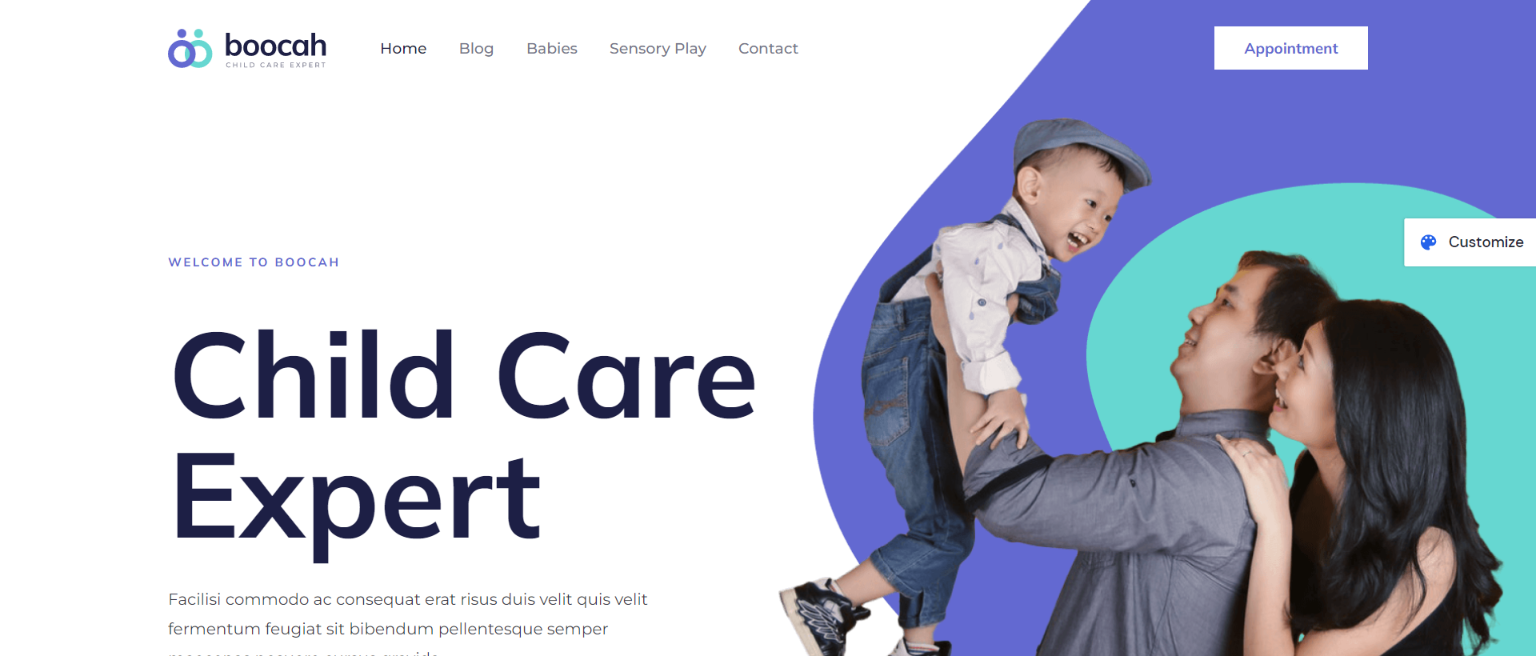 boocah
CHILD CARE EXPERT
Home Blog Babies Sensory Play Contact
Appointment
Customize
WELCOME TO BOOCAH
Child Care
Expert
Facilisi commodo ac consequat erat risus duis velit quis velit
fermentum feugiat sit bibendum pellentesque semper